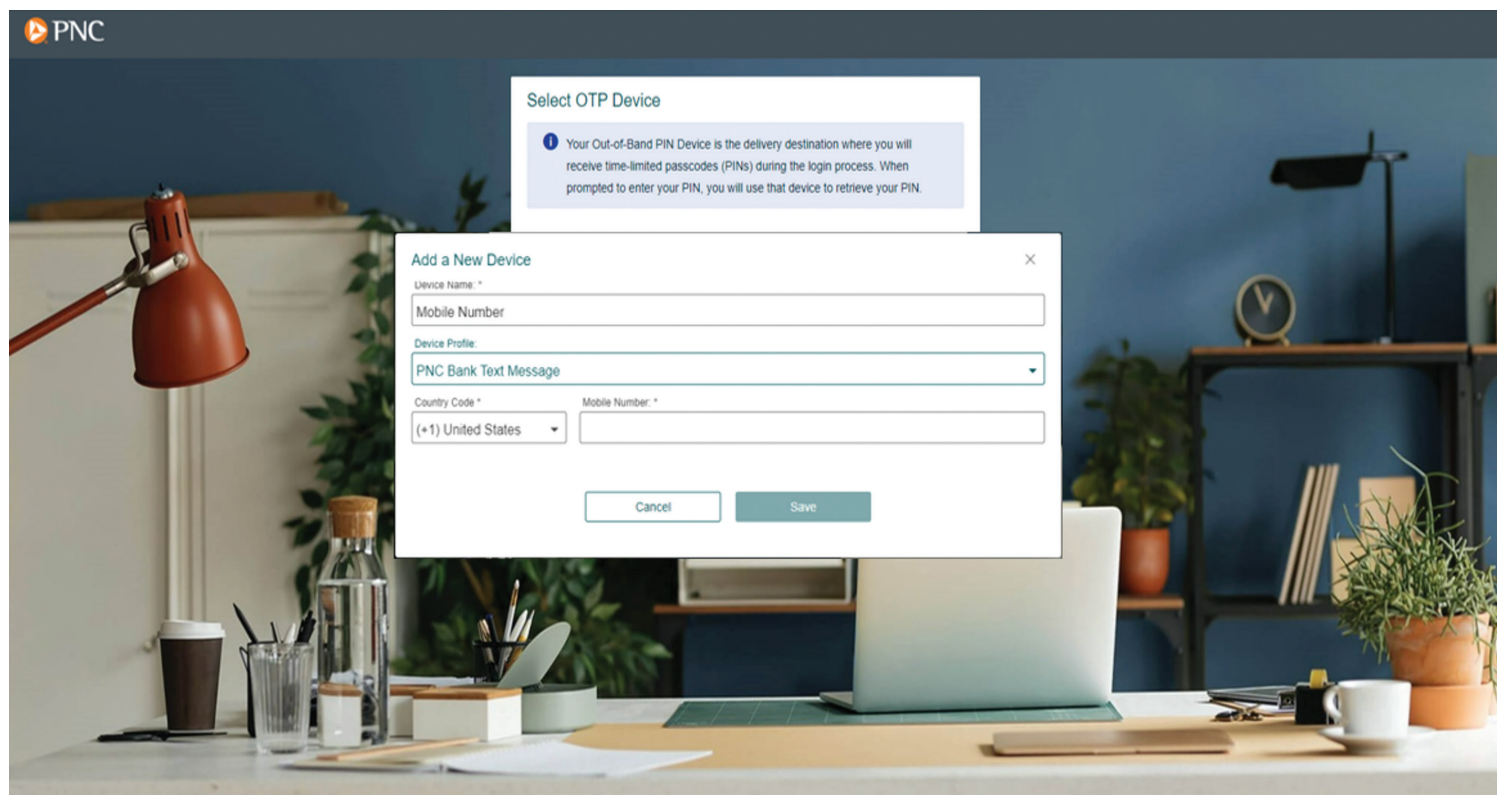 PNC
Select OTP Device
Your Out-of-Band PIN Device is the delivery destination where you will
receive time-limited passcodes (PINs) during the login process. When
prompted to enter your PIN, you will use that device to retrieve your PIN.
Add a New Device
Device Name: *
Mobile Number
Device Profile:
PNC Bank Text Message
Country Code * Mobile Number: *
(+1) United States
Cancel Save